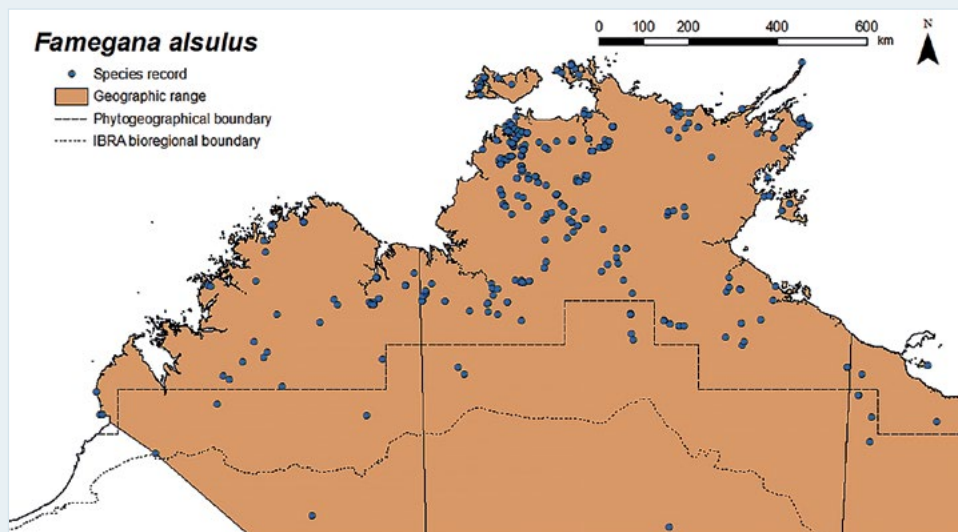 Famegana alsulus
Species record
Geographic range
Phytogeographical boundary
IBRA bioregional boundary
0 100 200 400 600
km
N